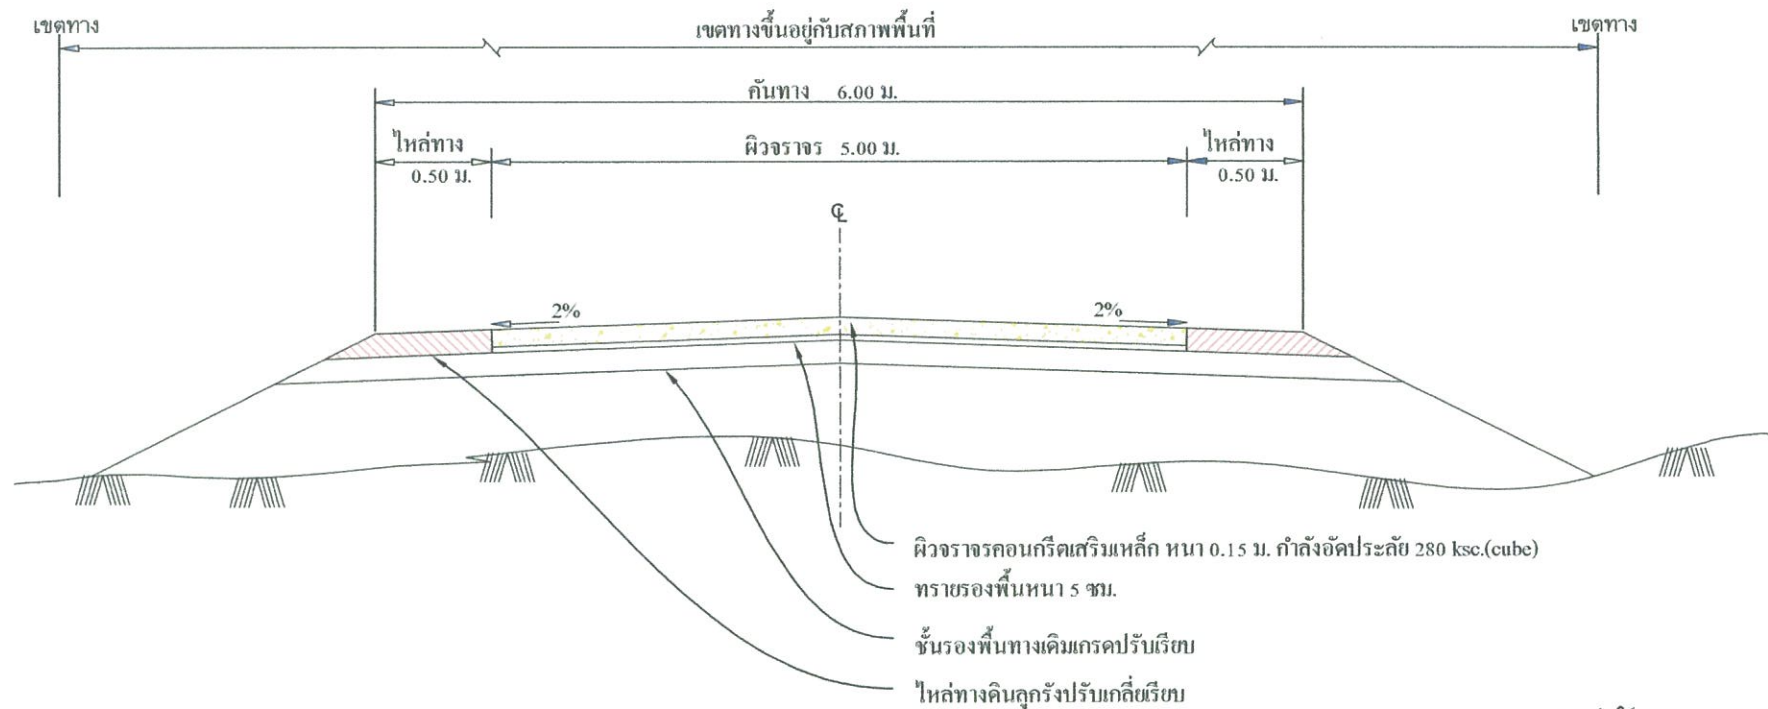 เขตทาง
เขตทางขึ้นอยู่กับสภาพพื้นที่
เขตทาง
คันทาง 6.00 ม.
ไหล่ทาง
0.50 ม.
ผิวจราจร 5.00 ม.
ไหล่ทาง
0.50 ม.
℄
2%
2%
ผิวจราจรคอนกรีตเสริมเหล็ก หนา 0.15 ม. กำลังอัดประลัย 280 ksc.(cube)
ทรายรองพื้นหนา 5 ซม.
ชั้นรองพื้นทางเดิมเกรดปรับเรียบ
ไหล่ทางดินลูกรังปรับเกลี่ยเรียบ